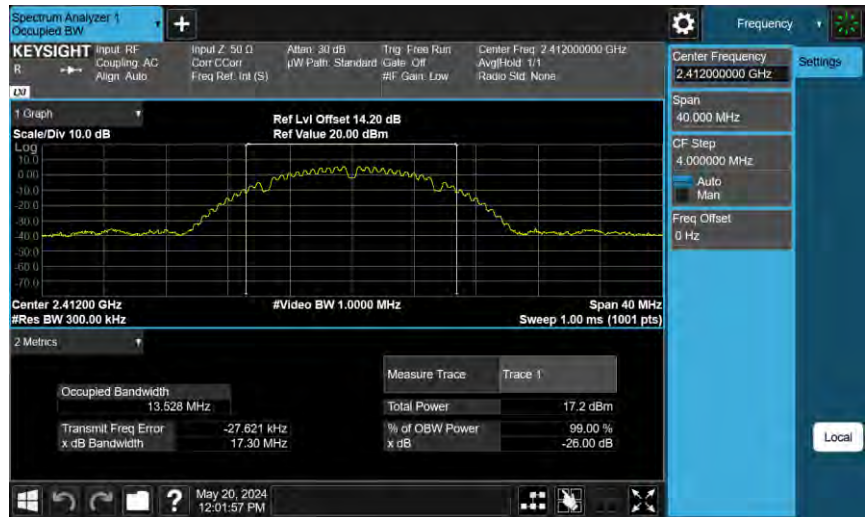 Spectrum Analyzer 1
Occupied BW
Frequency
KEYSIGHT
R
Input: RF
Coupling: AC
Align: Auto
Input Z: 50 Ω
Corr CCorr
Freq Ref: Int (S)
Atten: 30 dB
µW Path: Standard
Trig: Free Run
Gate: Off
#IF Gain: Low
Center Freq: 2.412000000 GHz
Avg|Hold: 1/1
Radio Std: None
LXI
1 Graph
Scale/Div 10.0 dB
Ref Lvl Offset 14.20 dB
Ref Value 20.00 dBm
Log
10.0
0.00
-10.0
-20.0
-30.0
-40.0
-50.0
-60.0
-70.0
Center 2.41200 GHz
#Res BW 300.00 kHz
#Video BW 1.0000 MHz
Span 40 MHz
Sweep 1.00 ms (1001 pts)
2 Metrics
Measure Trace
Trace 1
Occupied Bandwidth
13.528 MHz
Total Power
17.2 dBm
Transmit Freq Error
-27.621 kHz
% of OBW Power
99.00 %
x dB Bandwidth
17.30 MHz
x dB
-26.00 dB
Center Frequency
2.412000000 GHz
Settings
Span
40.000 MHz
CF Step
4.000000 MHz
Auto
Man
Freq Offset
0 Hz
Local
?
May 20, 2024
12:01:57 PM